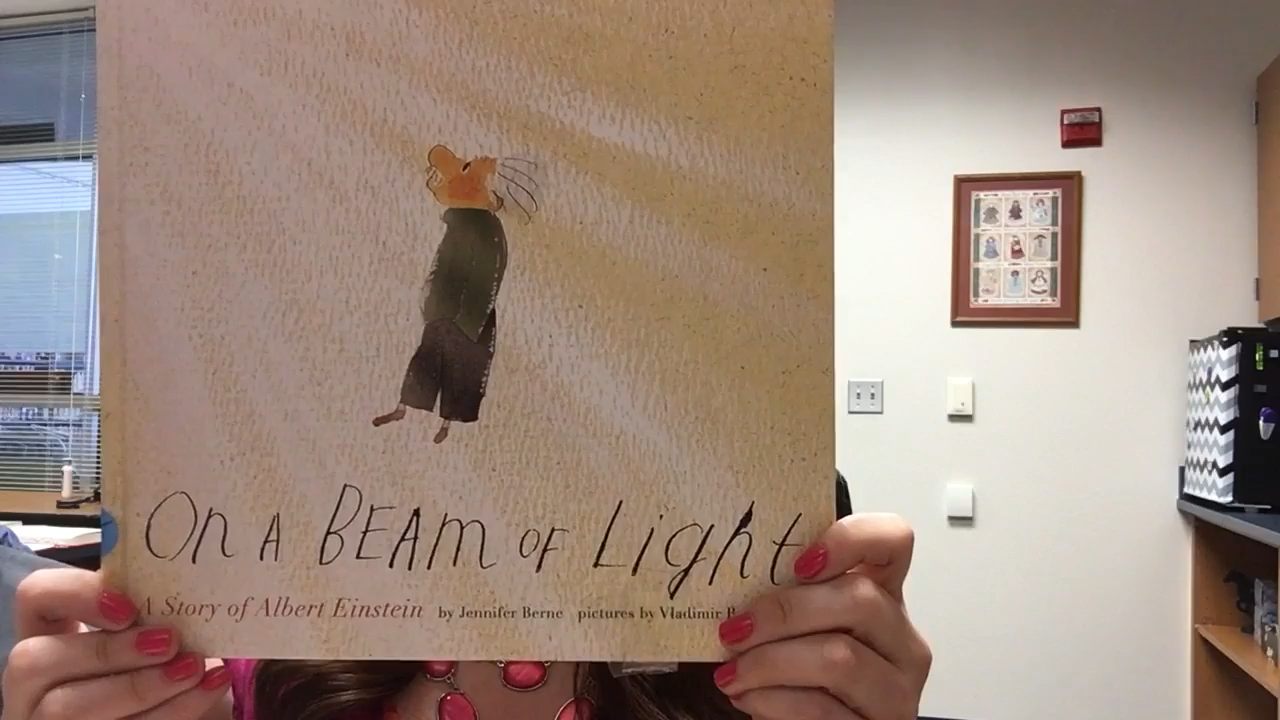 On A BEAM OF Light
A Story of Albert Einstein by Jennifer Berne pictures by Vladimir